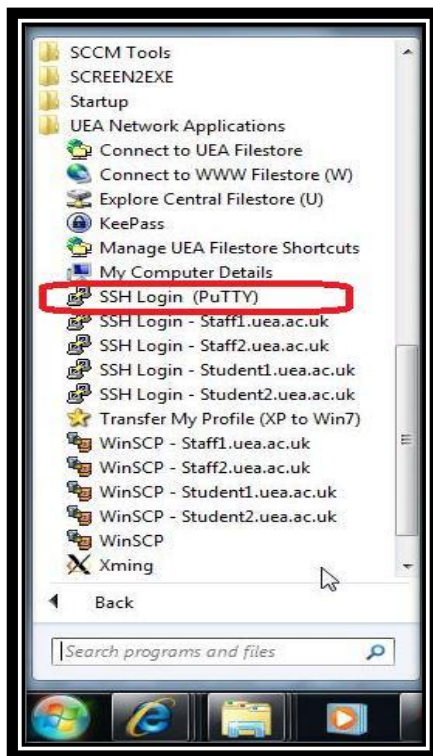 SCCM Tools
SCREEN2EXE
Startup
UEA Network Applications
Connect to UEA Filestore
Connect to WWW Filestore (W)
Explore Central Filestore (U)
KeePass
Manage UEA Filestore Shortcuts
My Computer Details
SSH Login (PuTTY)
SSH Login - Staff1.uea.ac.uk
SSH Login - Staff2.uea.ac.uk
SSH Login - Student1.uea.ac.uk
SSH Login - Student2.uea.ac.uk
Transfer My Profile (XP to Win7)
WinSCP - Staff1.uea.ac.uk
WinSCP - Staff2.uea.ac.uk
WinSCP - Student1.uea.ac.uk
WinSCP - Student2.uea.ac.uk
WinSCP
Xming
Back
Search programs and files